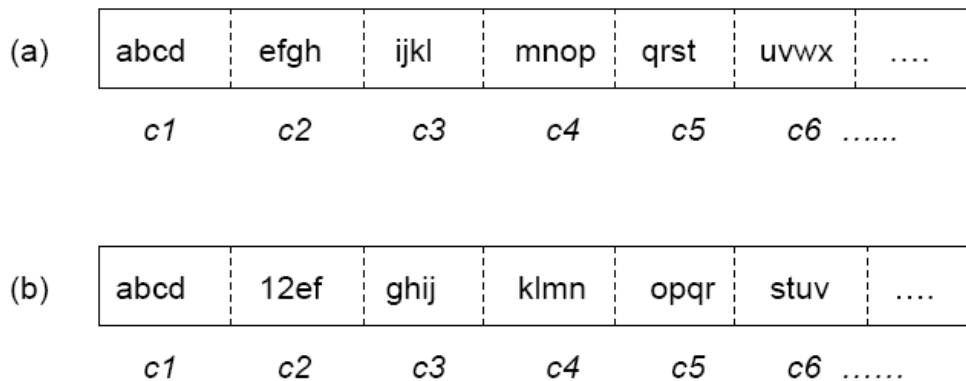 (a) abcd efgh ijkl mnop qrst uvwx ....
c1 c2 c3 c4 c5 c6 ......
(b) abcd 12ef ghij klmn opqr stuv ....
c1 c2 c3 c4 c5 c6 ......